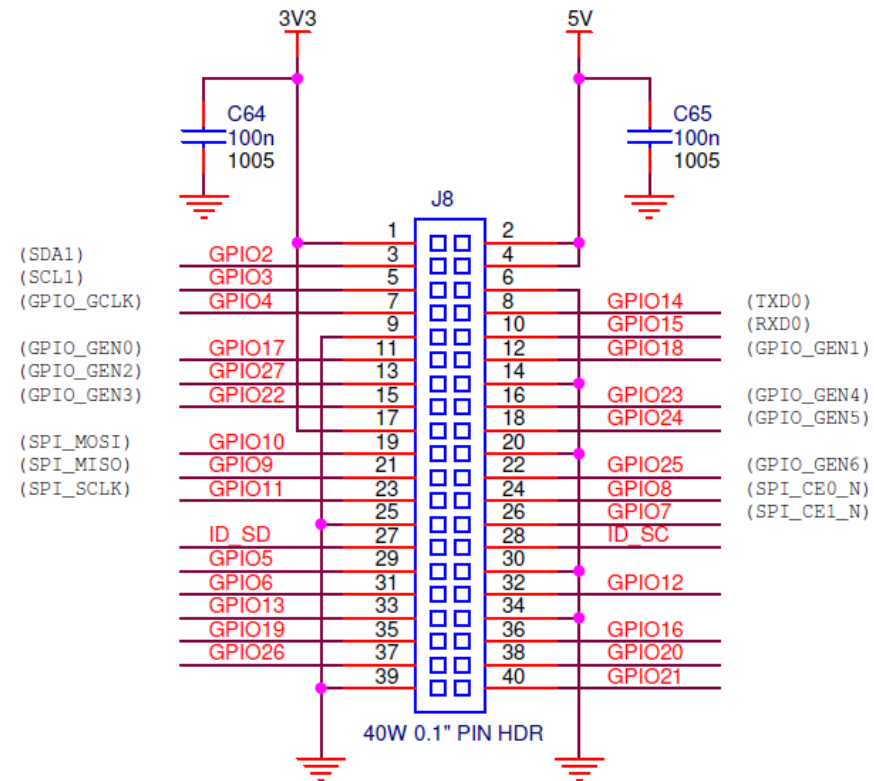 3V3 5V
C64 C65
100n 100n
1005 1005
J8
1 2
(SDA1) GPIO2 3 4
(SCL1) GPIO3 5 6
(GPIO_GCLK) GPIO4 7 8 GPIO14 (TXD0)
9 10 GPIO15 (RXD0)
(GPIO_GEN0) GPIO17 11 12 GPIO18 (GPIO_GEN1)
(GPIO_GEN2) GPIO27 13 14
(GPIO_GEN3) GPIO22 15 16 GPIO23 (GPIO_GEN4)
17 18 GPIO24 (GPIO_GEN5)
(SPI_MOSI) GPIO10 19 20
(SPI_MISO) GPIO9 21 22 GPIO25 (GPIO_GEN6)
(SPI_SCLK) GPIO11 23 24 GPIO8 (SPI_CE0_N)
25 26 GPIO7 (SPI_CE1_N)
ID_SD 27 28 ID_SC
GPIO5 29 30
GPIO6 31 32 GPIO12
GPIO13 33 34
GPIO19 35 36 GPIO16
GPIO26 37 38 GPIO20
39 40 GPIO21
40W 0.1" PIN HDR